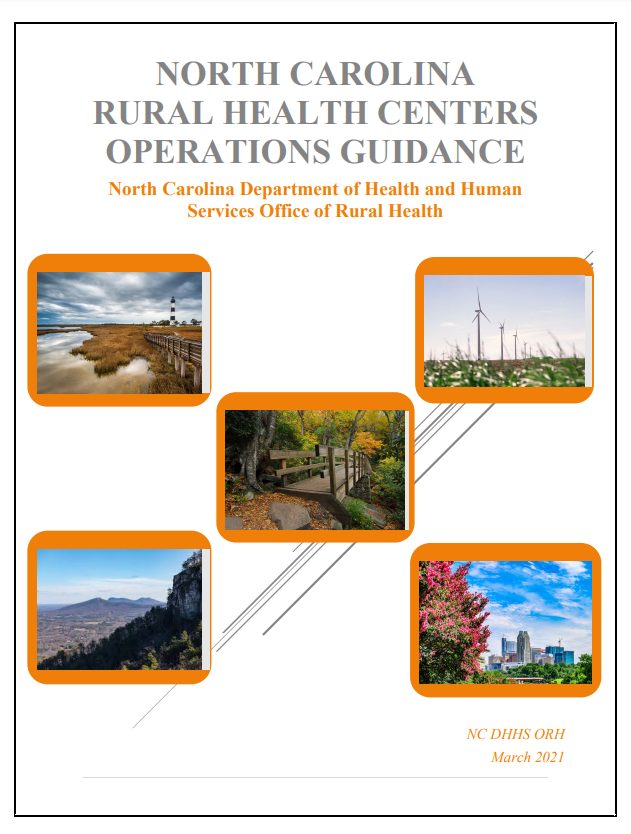 NORTH CAROLINA
RURAL HEALTH CENTERS
OPERATIONS GUIDANCE
North Carolina Department of Health and Human
Services Office of Rural Health
NC DHHS ORH
March 2021